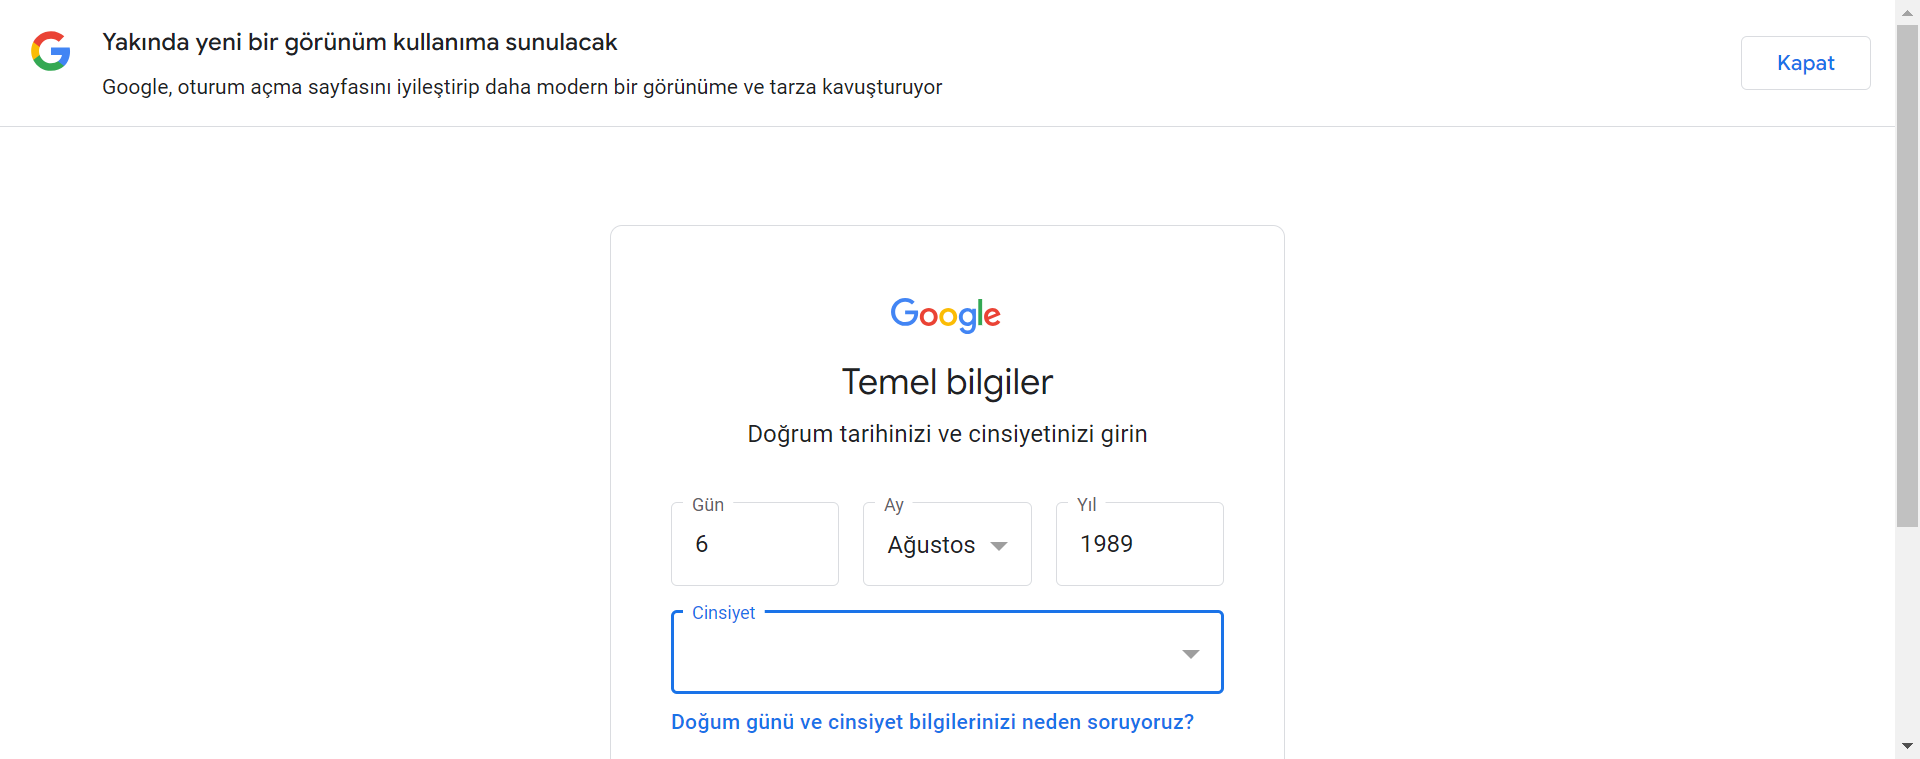 Yakında yeni bir görünüm kullanıma sunulacak
Google, oturum açma sayfasını iyileştirip daha modern bir görünüme ve tarza kavuşturuyor
Kapat
Google
Temel bilgiler
Doğrum tarihinizi ve cinsiyetinizi girin
Gün
Ay
Yıl
6
Ağustos
1989
Cinsiyet
Doğum günü ve cinsiyet bilgilerinizi neden soruyoruz?